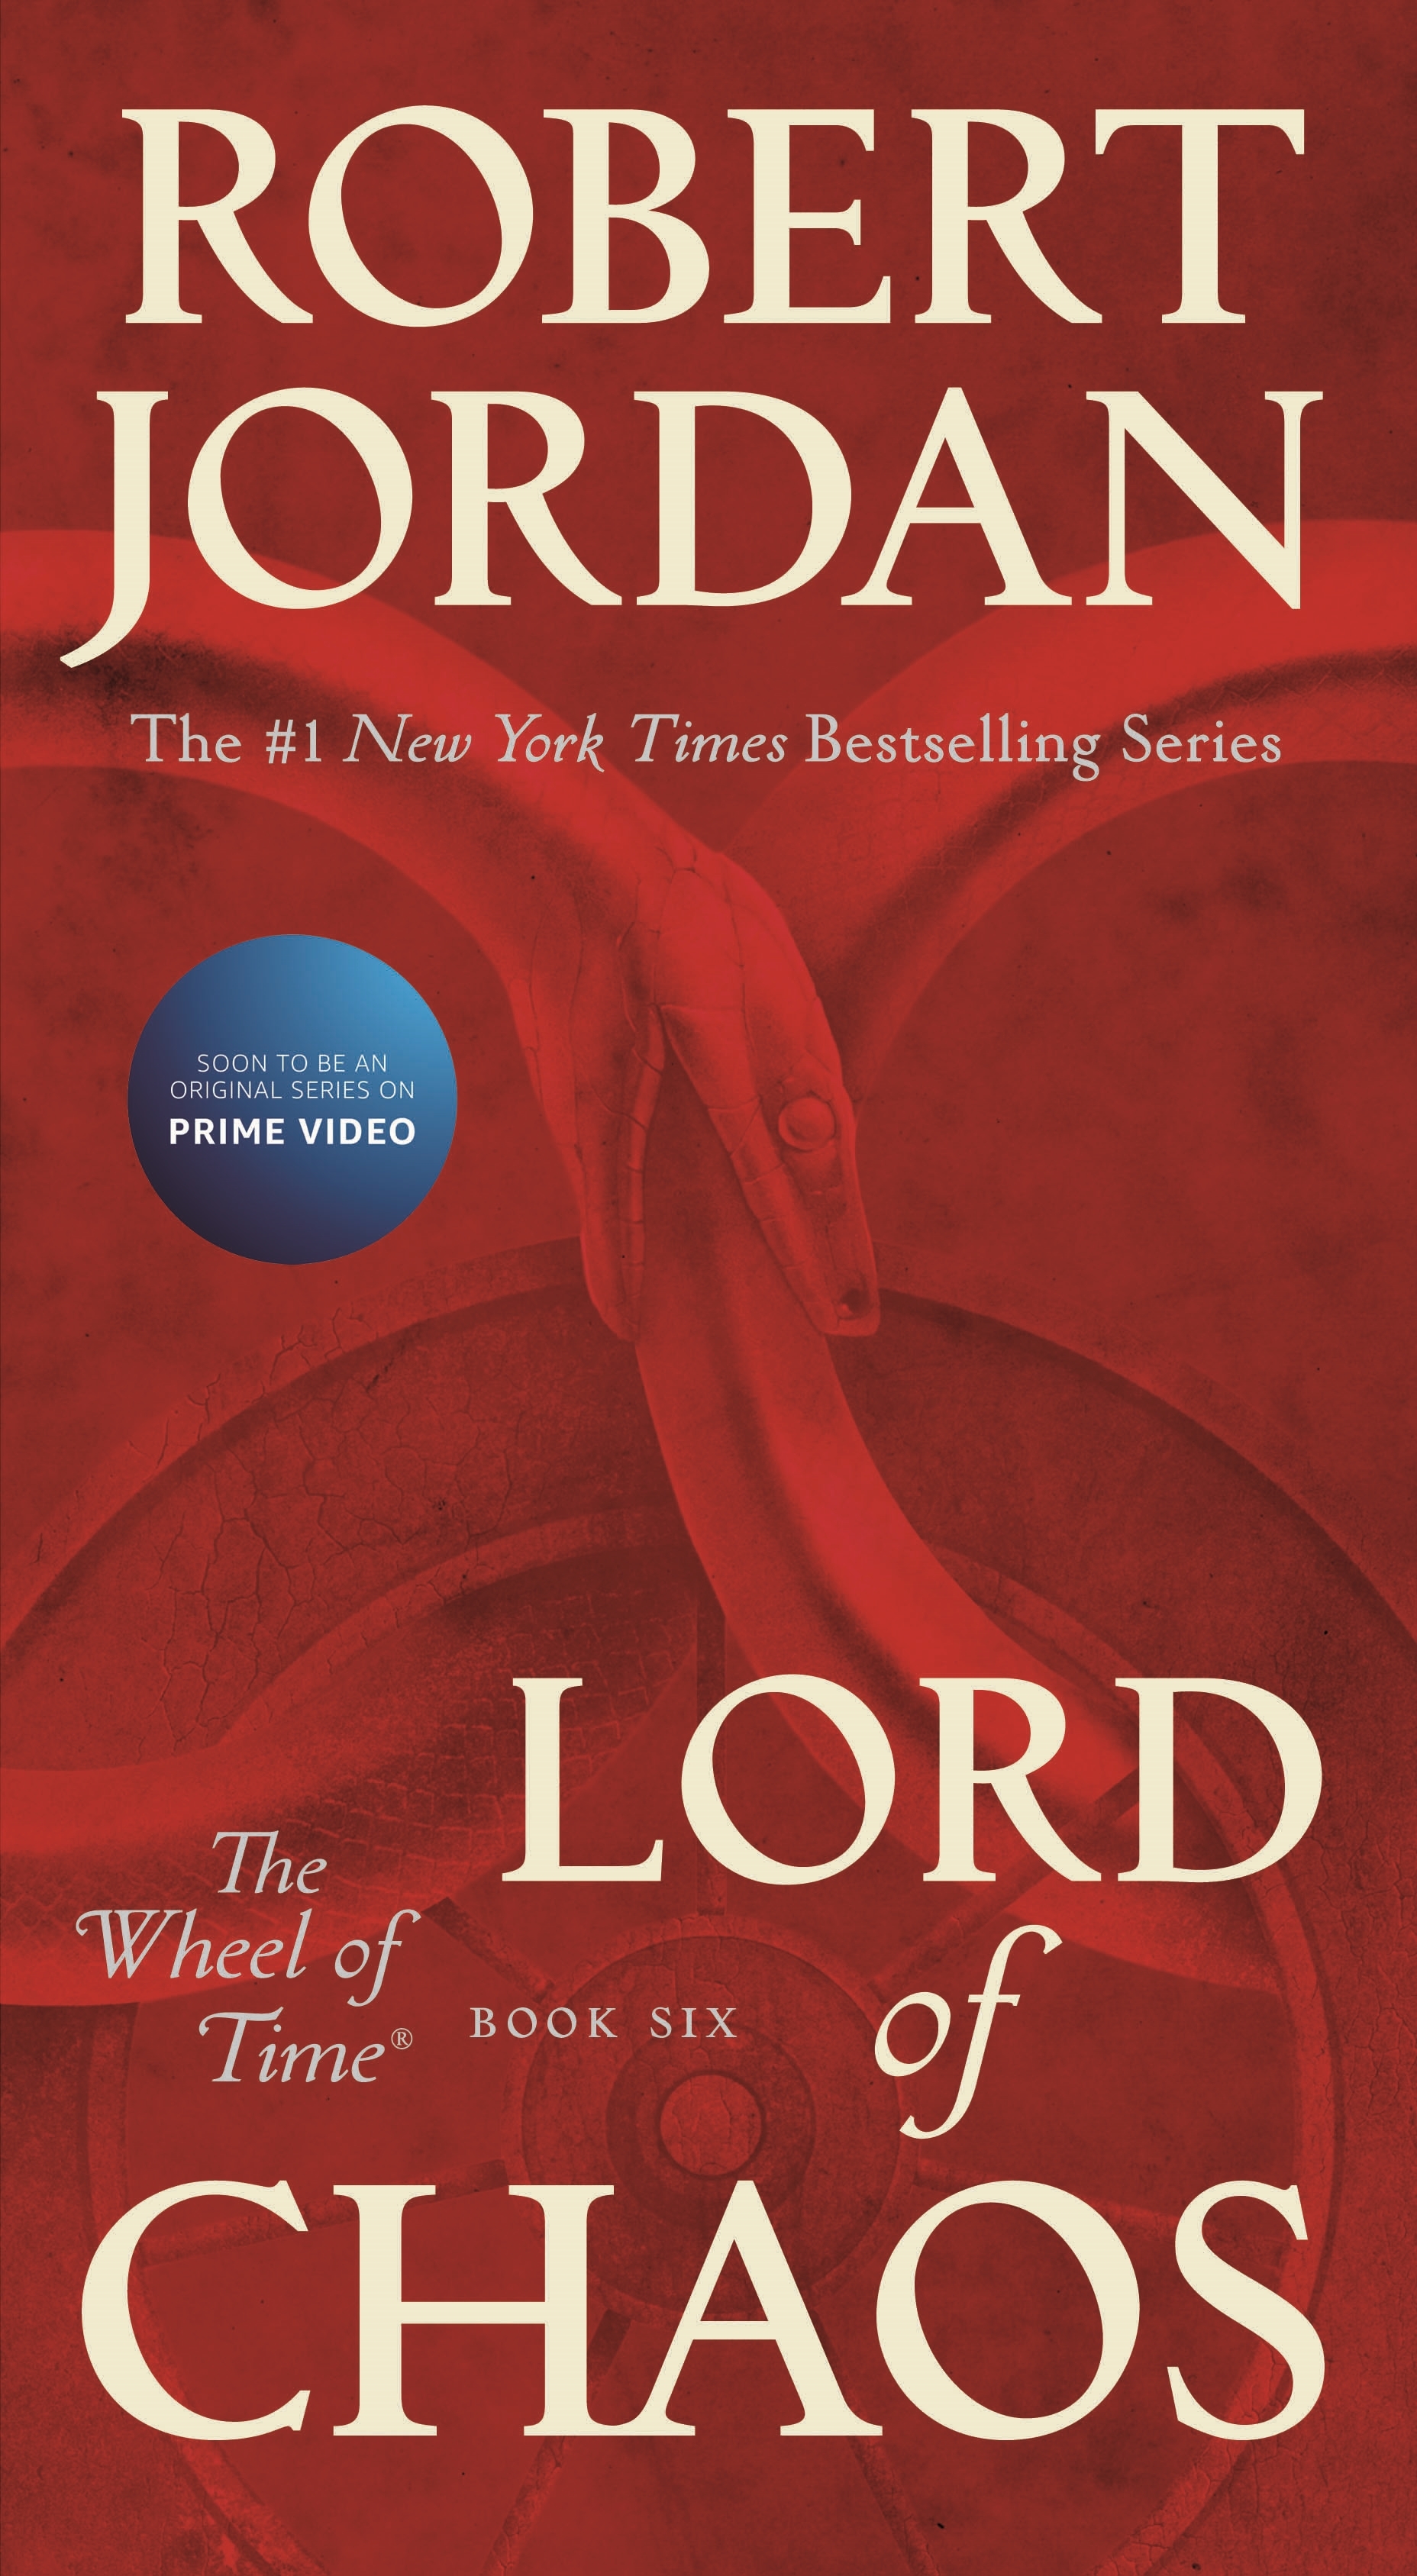 ROBERT
JORDAN
The #1 New York Times Bestselling Series
SOON TO BE AN
ORIGINAL SERIES ON
PRIME VIDEO
LORD
of
CHAOS
The
Wheel of
Time®
BOOK SIX